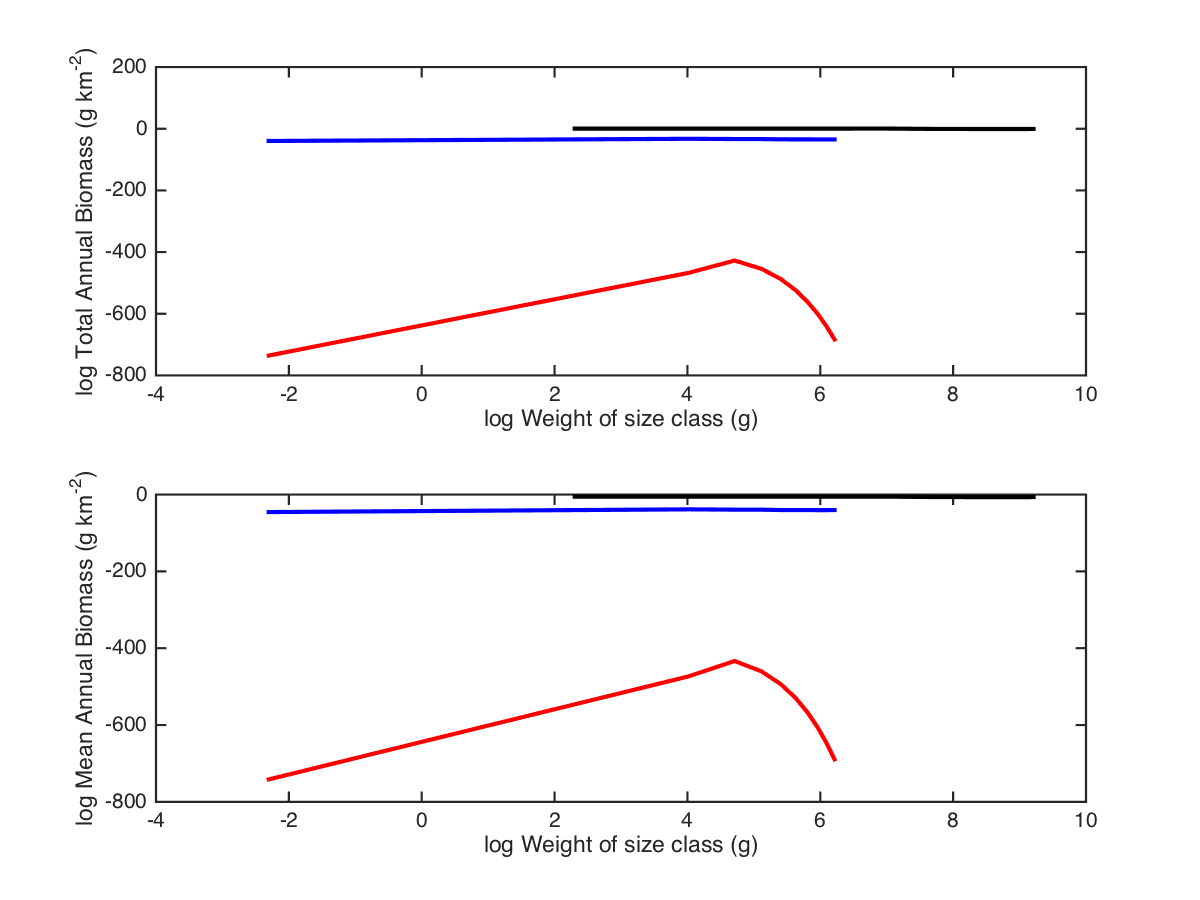 log Total Annual Biomass (g km-2)
200
0
-200
-400
-600
-800
-4 -2 0 2 4 6 8 10
log Weight of size class (g)
log Mean Annual Biomass (g km-2)
0
-200
-400
-600
-800
-4 -2 0 2 4 6 8 10
log Weight of size class (g)